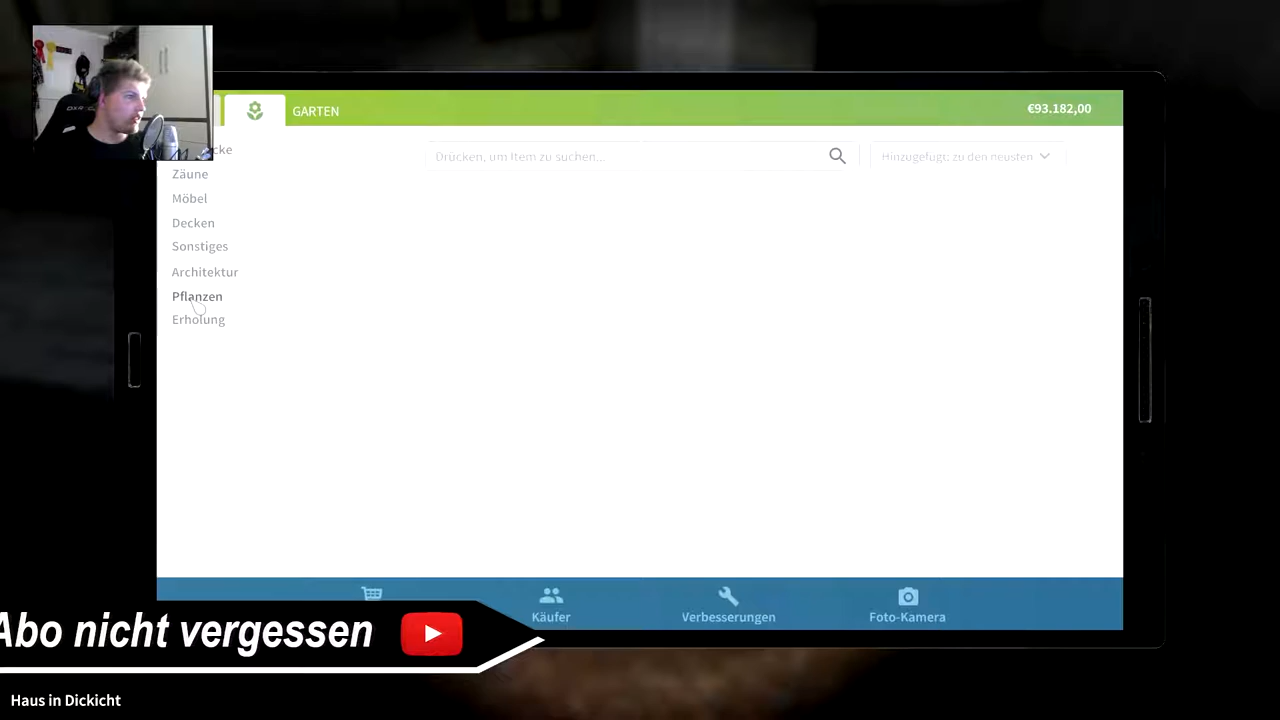 GARTEN
€93.182,00
Drücken, um Item zu suchen...
Hinzugefügt: zu den neusten
Zäune
Möbel
Decken
Sonstiges
Architektur
Pflanzen
Erholung
Käufer
Verbesserungen
Foto-Kamera
Abo nicht vergessen
Haus in Dickicht